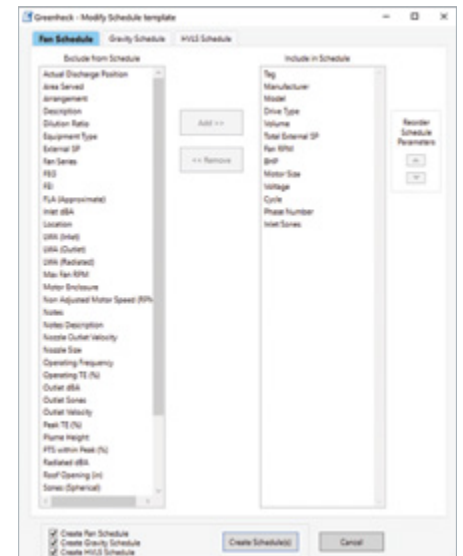 Greenheck - Modify Schedule template
Fan Schedule Gravity Schedule HVLS Schedule
Exclude from Schedule
Actual Discharge Position
Area Served
Arrangement
Description
Dilution Ratio
Equipment Type
External SP
Fan Series
FEG
FEI
FLA (Approximate)
Inlet dBA
Location
LWA (Inlet)
LWA (Outlet)
LWA (Radiated)
Max Fan RPM
Motor Enclosure
Non Adjusted Motor Speed (RPM
Notes
Notes Description
Nozzle Outlet Velocity
Nozzle Size
Operating Frequency
Operating TE (%)
Outlet dBA
Outlet Sones
Outlet Velocity
Peak TE (%)
Plume Height
PTS within Peak (%)
Radiated dBA
Roof Opening (in)
Sones (Spherical)
Add >>
<< Remove
Include in Schedule
Tag
Manufacturer
Model
Drive Type
Volume
Total External SP
Fan RPM
BHP
Motor Size
Voltage
Cycle
Phase Number
Inlet Sones
Reorder
Schedule
Parameters
Create Fan Schedule
Create Gravity Schedule
Create HVLS Schedule
Create Schedule(s)
Cancel